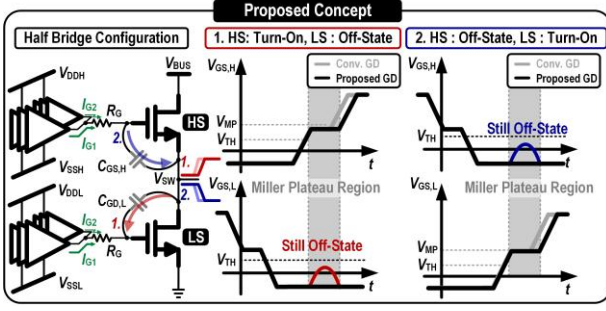 Proposed Concept
Half Bridge Configuration
VDDH
IG2
IG1
RG
VSSH
VDDL
IG2
IG1
RG
VSSL
VBUS
HS
2.
CGS,H
1.
VSW
2.
CGD,L
1.
LS
1. HS: Turn-On, LS : Off-State
VGS,H
Conv. GD
Proposed GD
VMP
VTH
t
VGS,L
Miller Plateau Region
Still Off-State
VTH
t
2. HS : Off-State, LS : Turn-On
VGS,H
Conv. GD
Proposed GD
VTH
Still Off-State
t
VGS,L
Miller Plateau Region
VMP
VTH
t